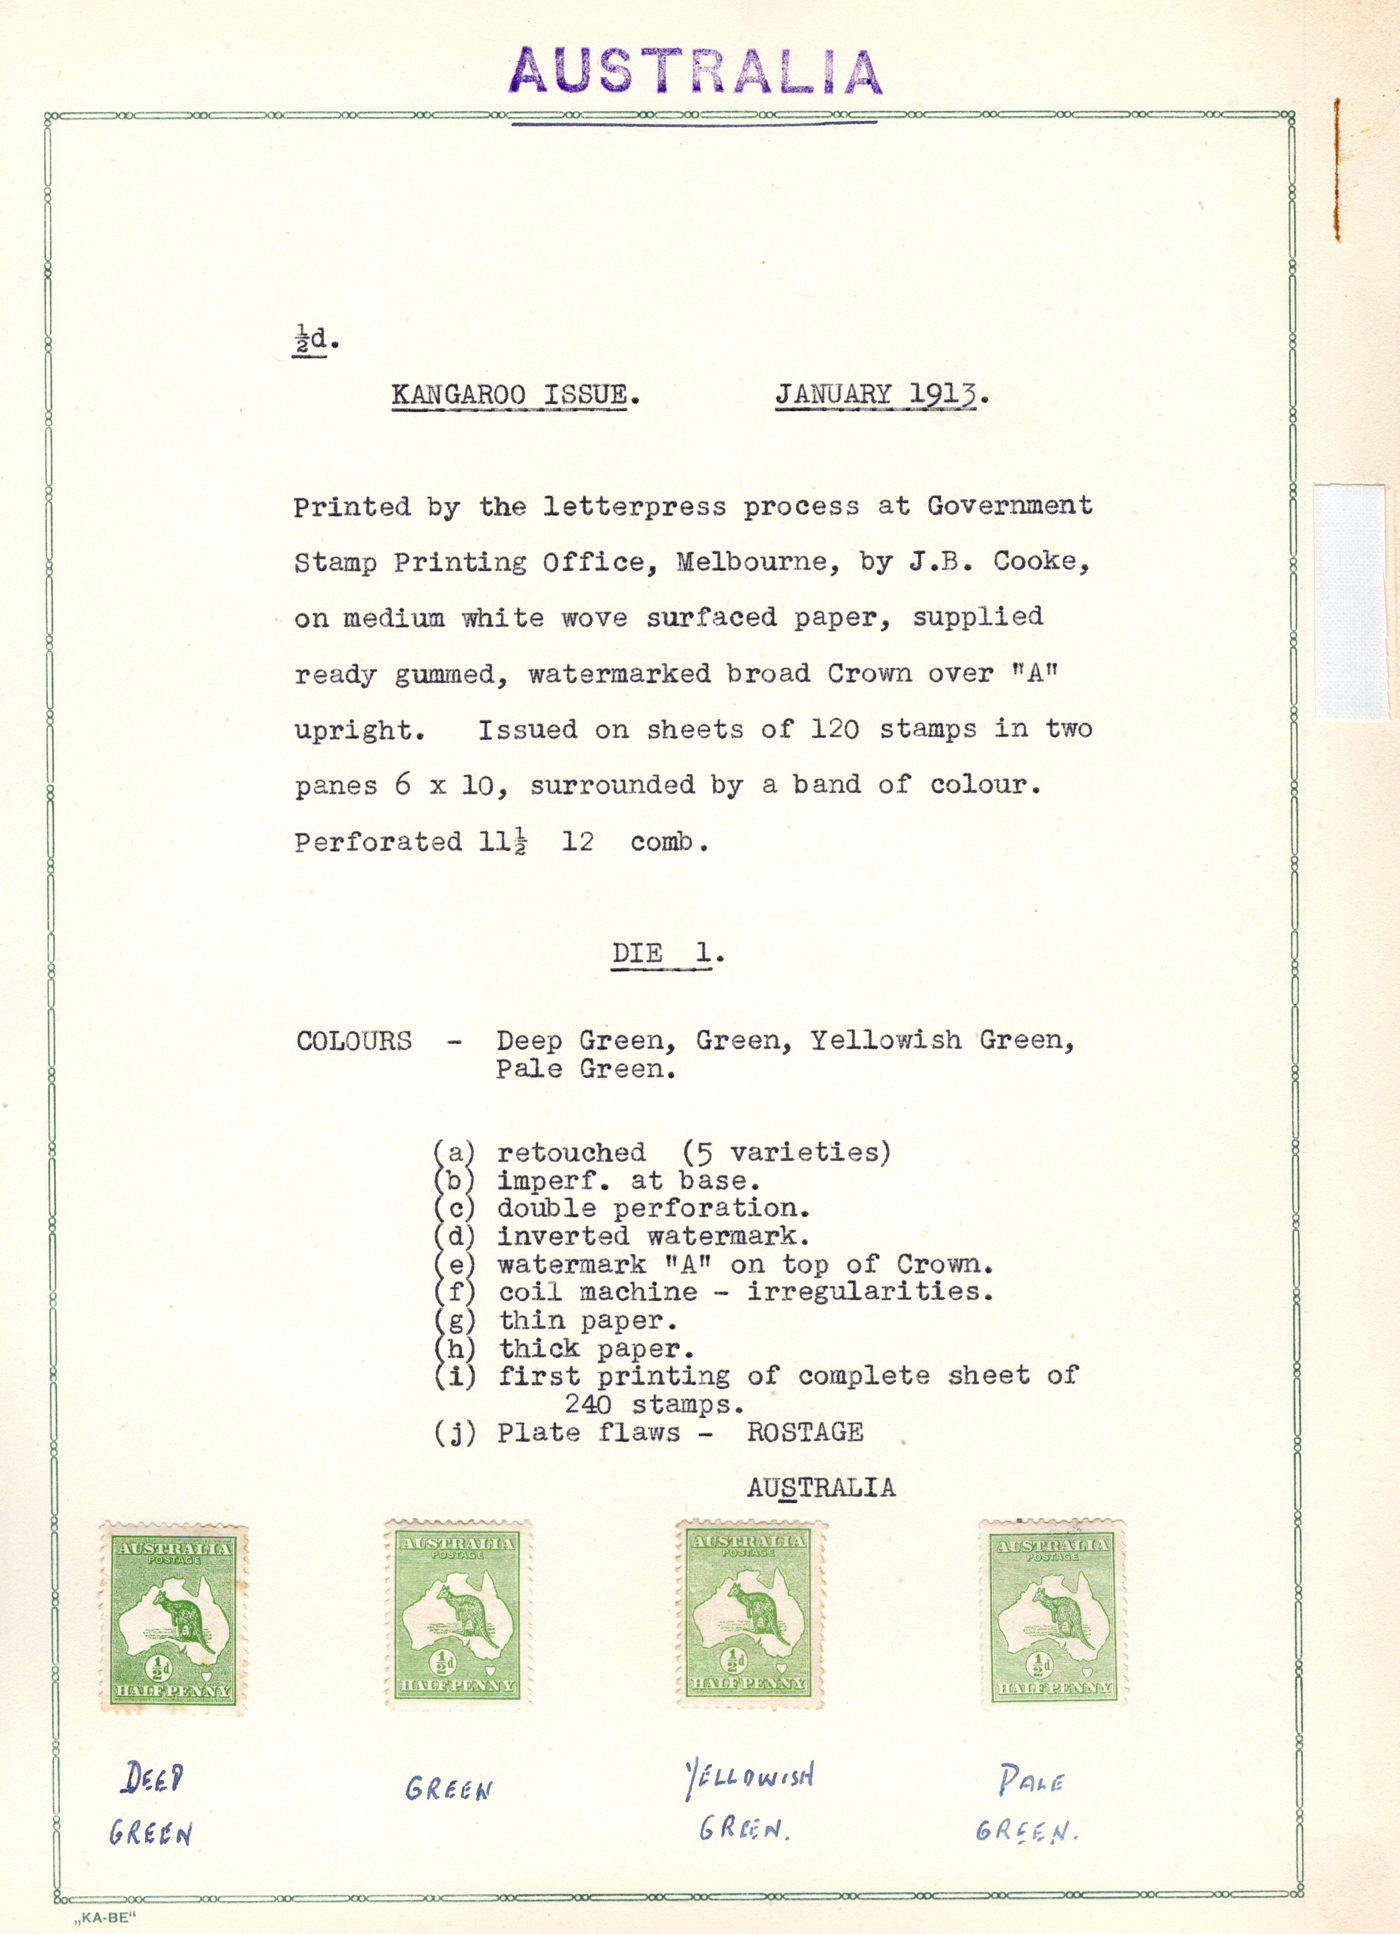 AUSTRALIA
½d.
KANGAROO ISSUE. JANUARY 1913.
Printed by the letterpress process at Government
Stamp Printing Office, Melbourne, by J.B. Cooke,
on medium white wove surfaced paper, supplied
ready gummed, watermarked broad Crown over "A"
upright. Issued on sheets of 120 stamps in two
panes 6 x 10, surrounded by a band of colour.
Perforated 11½ 12 comb.
DIE 1.
COLOURS - Deep Green, Green, Yellowish Green,
Pale Green.
(a) retouched (5 varieties)
(b) imperf. at base.
(c) double perforation.
(d) inverted watermark.
(e) watermark "A" on top of Crown.
(f) coil machine - irregularities.
(g) thin paper.
(h) thick paper.
(i) first printing of complete sheet of
240 stamps.
(j) Plate flaws - ROSTAGE
AUSTRALIA
AUSTRALIA AUSTRALIA AUSTRALIA AUSTRALIA
POSTAGE POSTAGE POSTAGE POSTAGE
½d ½d ½d ½d
HALFPENNY HALFPENNY HALFPENNY HALFPENNY
DEEP GREEN YELLOWISH PALE
GREEN GREEN. GREEN.
„KA-BE“